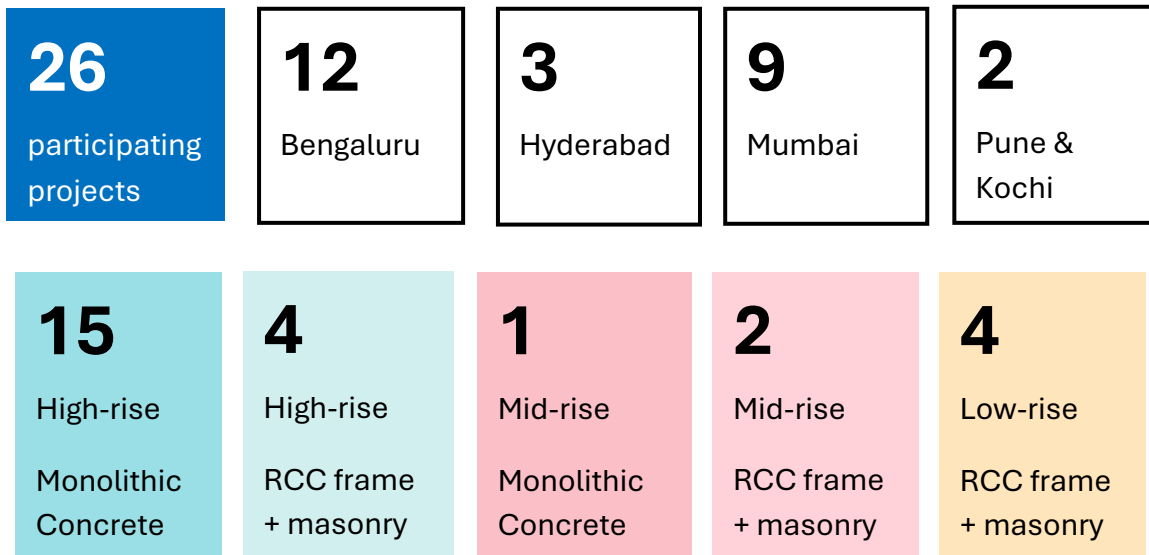 26
participating
projects
12
Bengaluru
3
Hyderabad
9
Mumbai
2
Pune &
Kochi
15
High-rise
Monolithic
Concrete
4
High-rise
RCC frame
+ masonry
1
Mid-rise
Monolithic
Concrete
2
Mid-rise
RCC frame
+ masonry
4
Low-rise
RCC frame
+ masonry